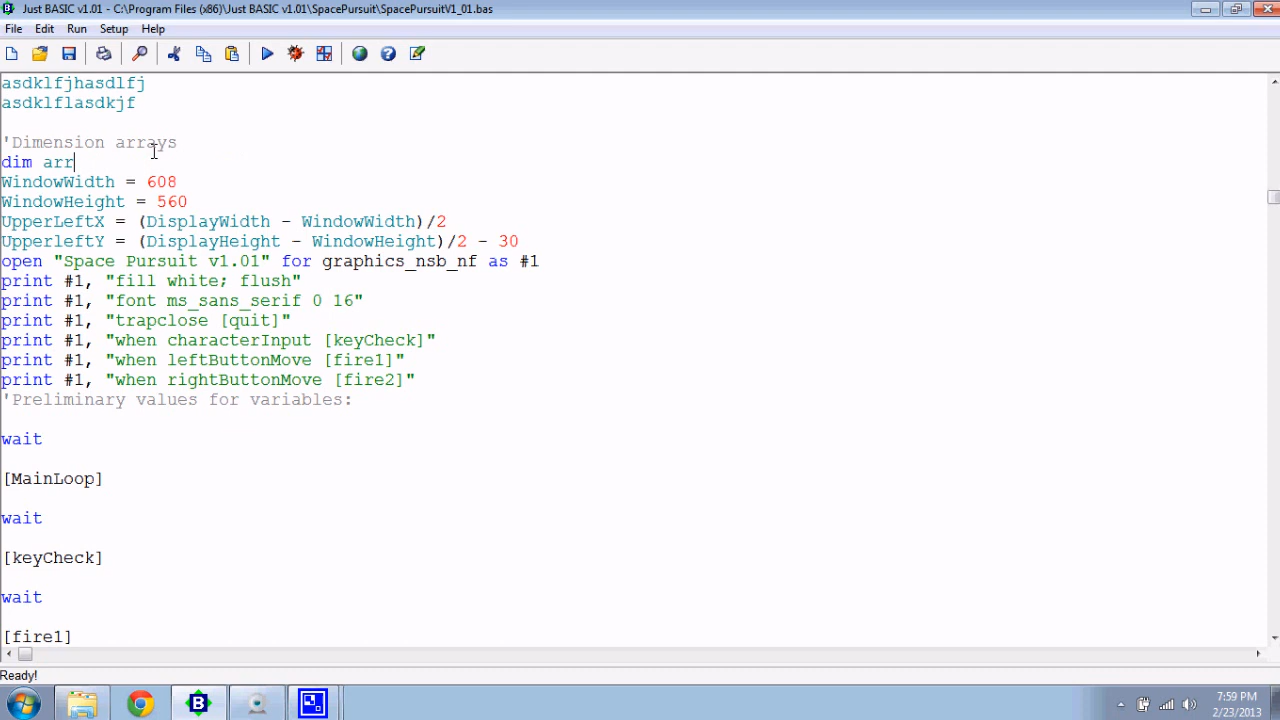 Just BASIC v1.01 - C:\Program Files (x86)\Just BASIC v1.01\SpacePursuit\SpacePursuitV1_01.bas
File Edit Run Setup Help
asdklfjhasdlfj
asdklflasdkjf
'Dimension arrays
dim arr
WindowWidth = 608
WindowHeight = 560
UpperLeftX = (DisplayWidth - WindowWidth)/2
UpperleftY = (DisplayHeight - WindowHeight)/2 - 30
open "Space Pursuit v1.01" for graphics_nsb_nf as #1
print #1, "fill white; flush"
print #1, "font ms_sans_serif 0 16"
print #1, "trapclose [quit]"
print #1, "when characterInput [keyCheck]"
print #1, "when leftButtonMove [fire1]"
print #1, "when rightButtonMove [fire2]"
'Preliminary values for variables:
wait
[MainLoop]
wait
[keyCheck]
wait
[fire1]
Ready!
7:59 PM
2/23/2013